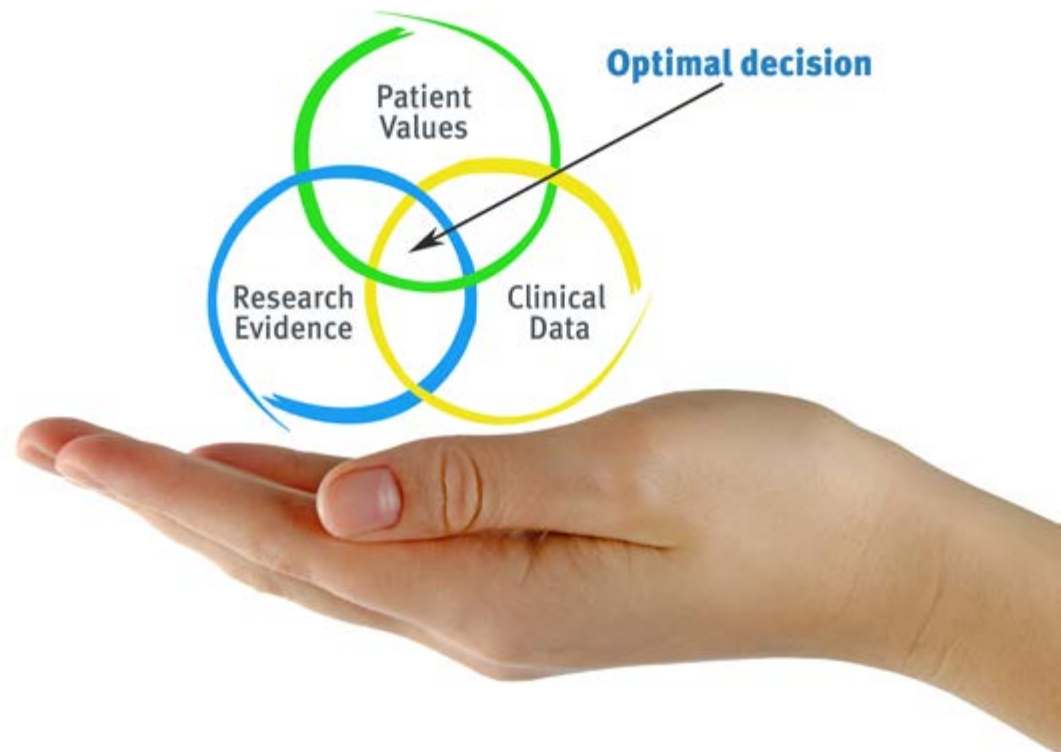 Optimal decision
Patient
Values
Research
Evidence
Clinical
Data